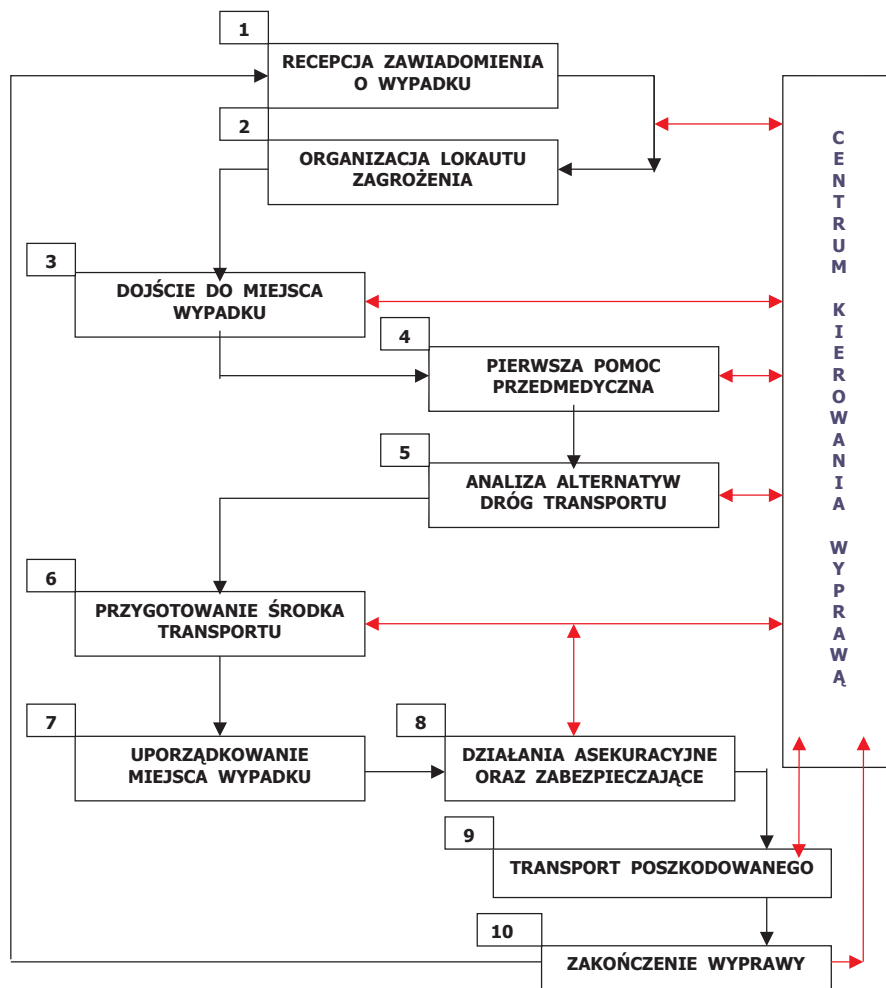 1
RECEPCJA ZAWIADOMIENIA
O WYPADKU
2
ORGANIZACJA LOKAUTU
ZAGROŻENIA
3
DOJŚCIE DO MIEJSCA
WYPADKU
4
PIERWSZA POMOC
PRZEDMEDYCZNA
5
ANALIZA ALTERNATYW
DRÓG TRANSPORTU
6
PRZYGOTOWANIE ŚRODKA
TRANSPORTU
7
UPORZĄDKOWANIE
MIEJSCA WYPADKU
8
DZIAŁANIA ASEKURACYJNE
ORAZ ZABEZPIECZAJĄCE
9
TRANSPORT POSZKODOWANEGO
10
ZAKOŃCZENIE WYPRAWY
CENTRUM KIEROWANIA WYPRAWĄ